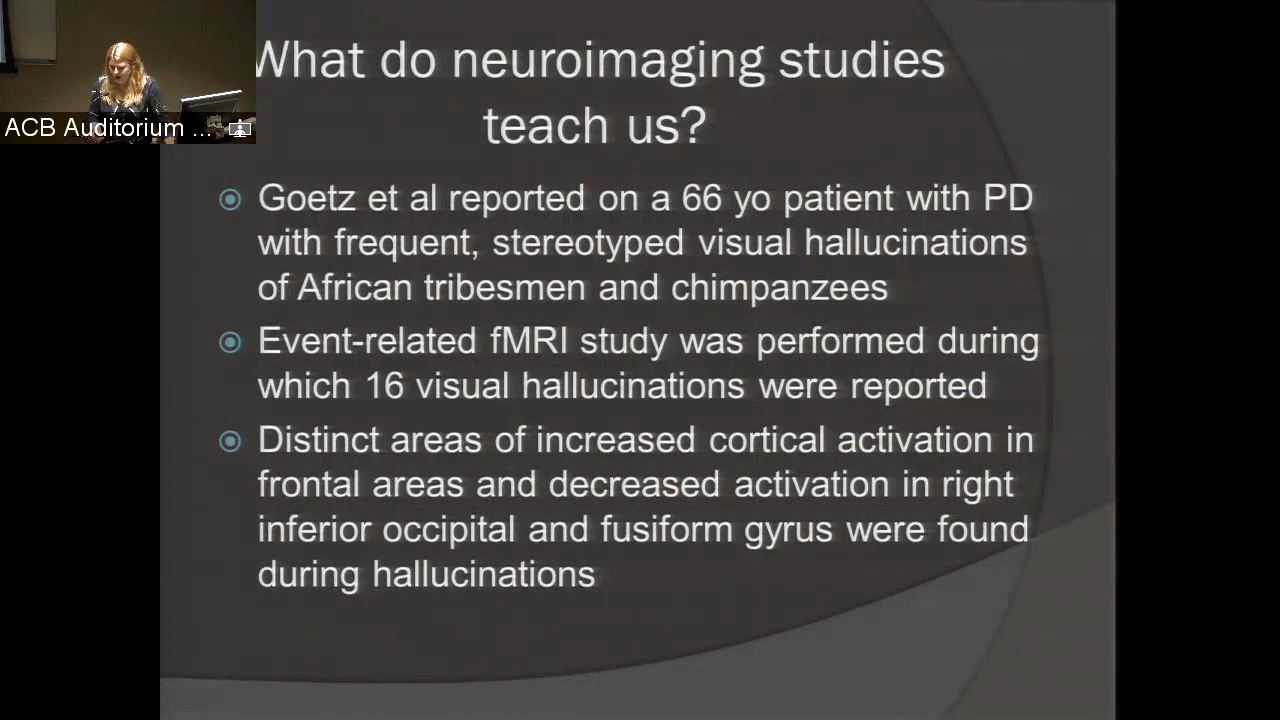 What do neuroimaging studies
teach us?
ACB Auditorium ...
Goetz et al reported on a 66 yo patient with PD
with frequent, stereotyped visual hallucinations
of African tribesmen and chimpanzees
Event-related fMRI study was performed during
which 16 visual hallucinations were reported
Distinct areas of increased cortical activation in
frontal areas and decreased activation in right
inferior occipital and fusiform gyrus were found
during hallucinations